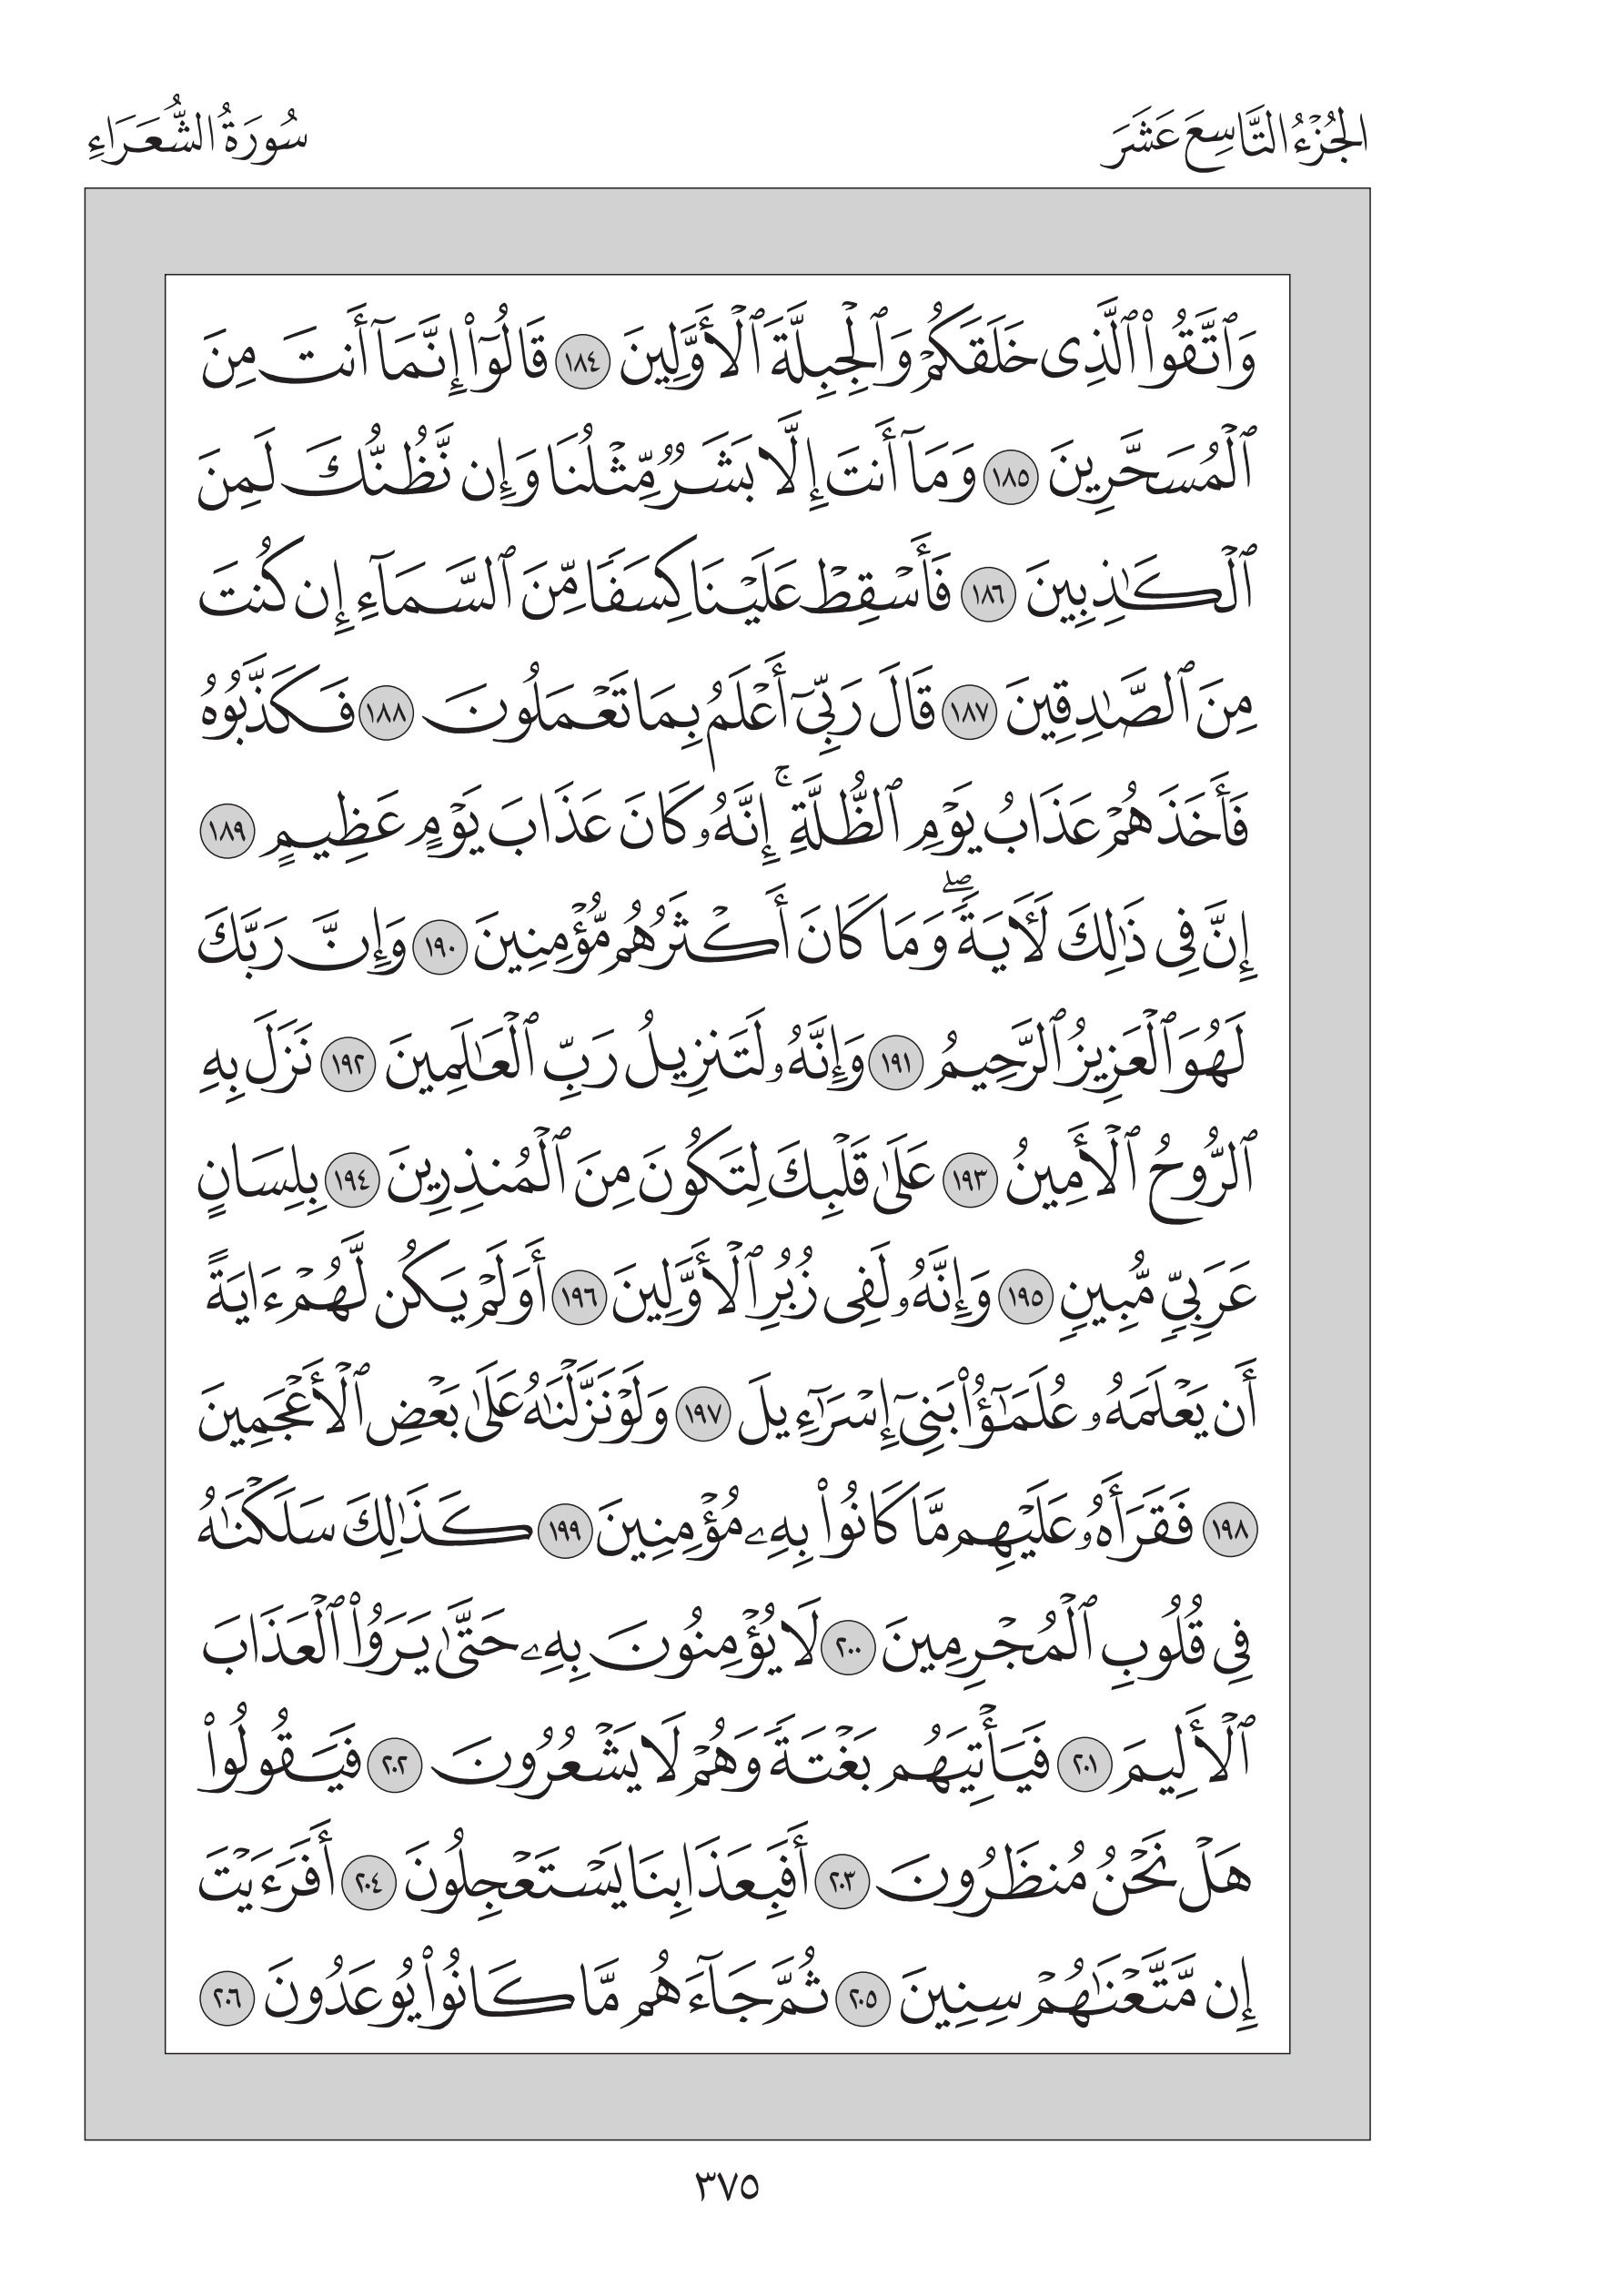 الجُزْءُ التَّاسِعَ عَشَرَ
سُورَةُ الشُّعَرَاءِ
وَٱتَّقُوا۟ ٱلَّذِى خَلَقَكُمْ وَٱلْجِبِلَّةَ ٱلْأَوَّلِينَ ١٨٤ قَالُوٓا۟ إِنَّمَآ أَنتَ مِنَ
ٱلْمُسَحَّرِينَ ١٨٥ وَمَآ أَنتَ إِلَّا بَشَرٌ مِّثْلُنَا وَإِن نَّظُنُّكَ لَمِنَ
ٱلْكَـٰذِبِينَ ١٨٦ فَأَسْقِطْ عَلَيْنَا كِسَفًا مِّنَ ٱلسَّمَآءِ إِن كُنتَ
مِنَ ٱلصَّـٰدِقِينَ ١٨٧ قَالَ رَبِّىٓ أَعْلَمُ بِمَا تَعْمَلُونَ ١٨٨ فَكَذَّبُوهُ
فَأَخَذَهُمْ عَذَابُ يَوْمِ ٱلظُّلَّةِ ۚ إِنَّهُۥ كَانَ عَذَابَ يَوْمٍ عَظِيمٍ ١٨٩
إِنَّ فِى ذَٰلِكَ لَـَٔايَةً ۖ وَمَا كَانَ أَكْثَرُهُم مُّؤْمِنِينَ ١٩٠ وَإِنَّ رَبَّكَ
لَهُوَ ٱلْعَزِيزُ ٱلرَّحِيمُ ١٩١ وَإِنَّهُۥ لَتَنزِيلُ رَبِّ ٱلْعَـٰلَمِينَ ١٩٢ نَزَلَ بِهِ
ٱلرُّوحُ ٱلْأَمِينُ ١٩٣ عَلَىٰ قَلْبِكَ لِتَكُونَ مِنَ ٱلْمُنذِرِينَ ١٩٤ بِلِسَانٍ
عَرَبِىٍّ مُّبِينٍ ١٩٥ وَإِنَّهُۥ لَفِى زُبُرِ ٱلْأَوَّلِينَ ١٩٦ أَوَلَمْ يَكُن لَّهُمْ ءَايَةً
أَن يَعْلَمَهُۥ عُلَمَـٰٓؤُا۟ بَنِىٓ إِسْرَـٰٓءِيلَ ١٩٧ وَلَوْ نَزَّلْنَـٰهُ عَلَىٰ بَعْضِ ٱلْأَعْجَمِينَ
١٩٨ فَقَرَأَهُۥ عَلَيْهِم مَّا كَانُوا۟ بِهِۦ مُؤْمِنِينَ ١٩٩ كَذَٰلِكَ سَلَكْنَـٰهُ
فِى قُلُوبِ ٱلْمُجْرِمِينَ ٢٠٠ لَا يُؤْمِنُونَ بِهِۦ حَتَّىٰ يَرَوُا۟ ٱلْعَذَابَ
ٱلْأَلِيمَ ٢٠١ فَيَأْتِيَهُم بَغْتَةً وَهُمْ لَا يَشْعُرُونَ ٢٠٢ فَيَقُولُوا۟
هَلْ نَحْنُ مُنظَرُونَ ٢٠٣ أَفَبِعَذَابِنَا يَسْتَعْجِلُونَ ٢٠٤ أَفَرَءَيْتَ
إِن مَّتَّعْنَـٰهُمْ سِنِينَ ٢٠٥ ثُمَّ جَآءَهُم مَّا كَانُوا۟ يُوعَدُونَ ٢٠٦
٣٧٥